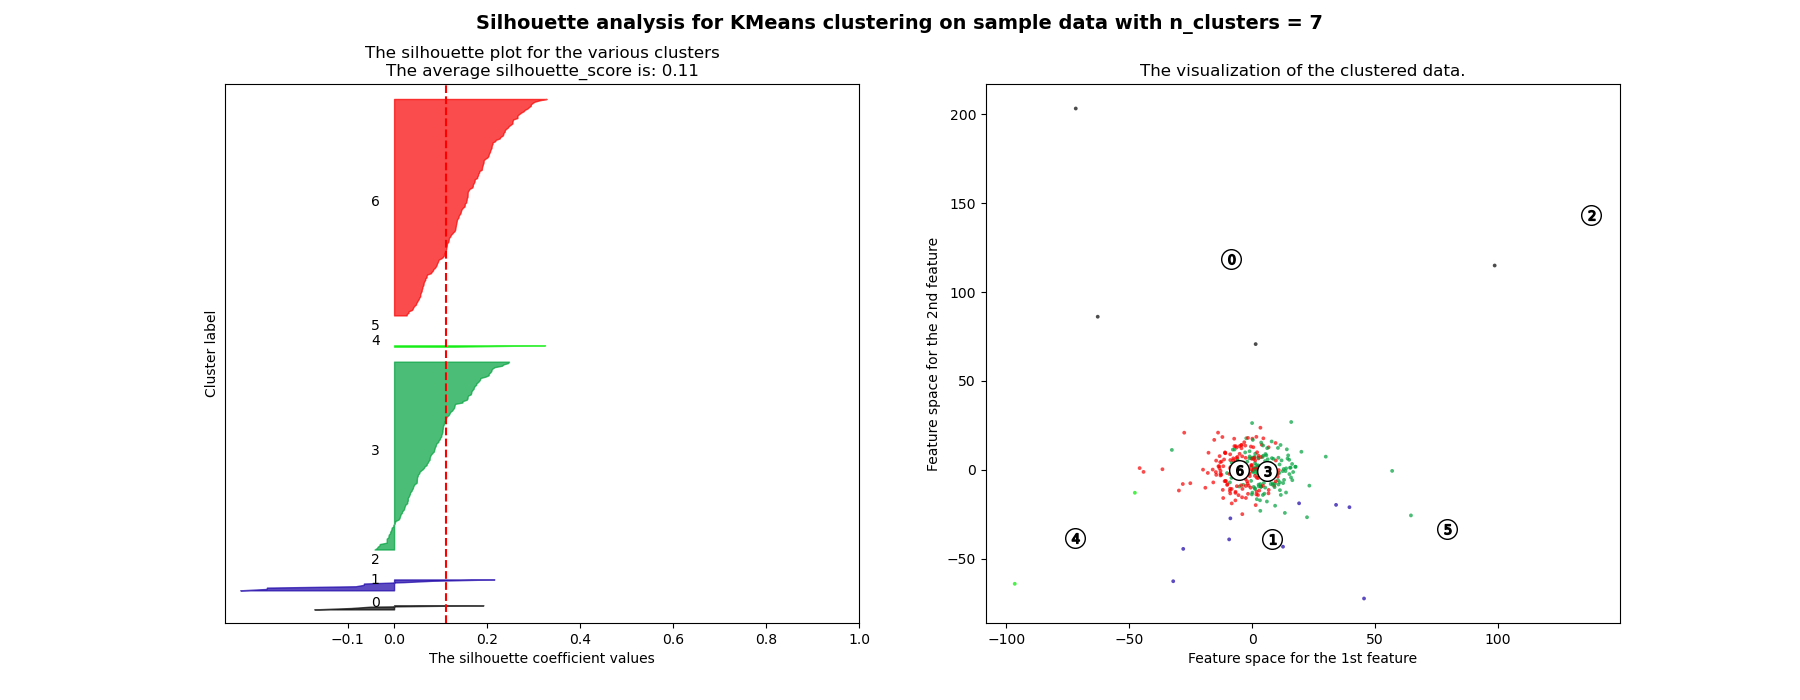 Silhouette analysis for KMeans clustering on sample data with n_clusters = 7
The silhouette plot for the various clusters
The average silhouette_score is: 0.11
Cluster label
6
5
4
3
2
1
0
−0.1 0.0 0.2 0.4 0.6 0.8 1.0
The silhouette coefficient values
The visualization of the clustered data.
Feature space for the 2nd feature
200
150
100
50
0
−50
2
0
6 3
4 1 5
−100 −50 0 50 100
Feature space for the 1st feature